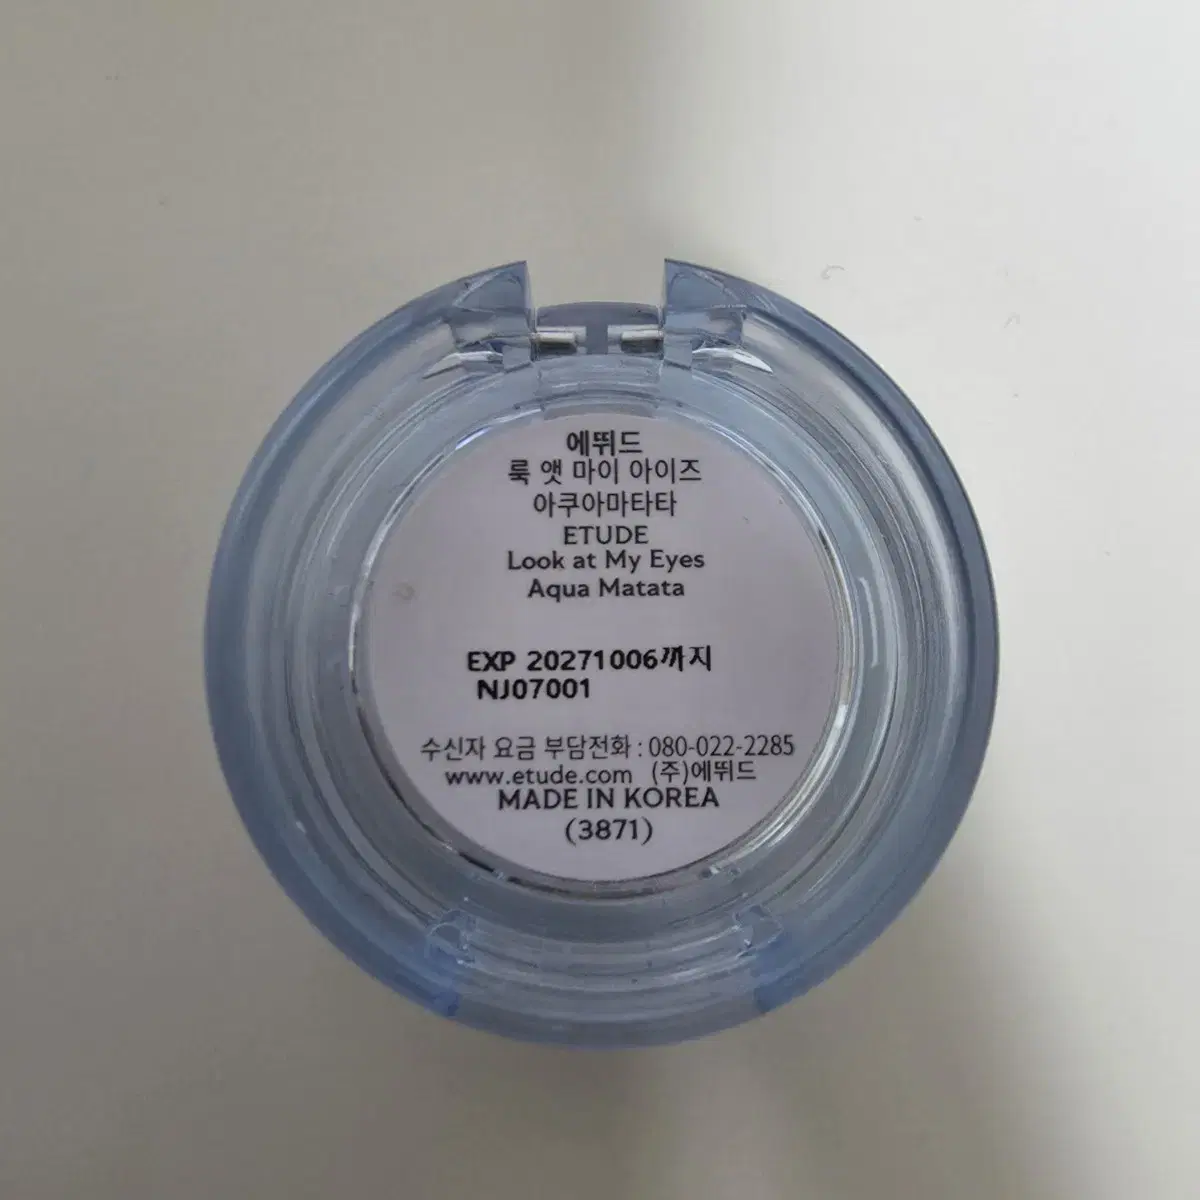 에뛰드
룩 앳 마이 아이즈
아쿠아마타타
ETUDE
Look at My Eyes
Aqua Matata
EXP 20271006까지
NJ07001
수신자 요금 부담전화 : 080-022-2285
www.etude.com (주)에뛰드
MADE IN KOREA
(3871)